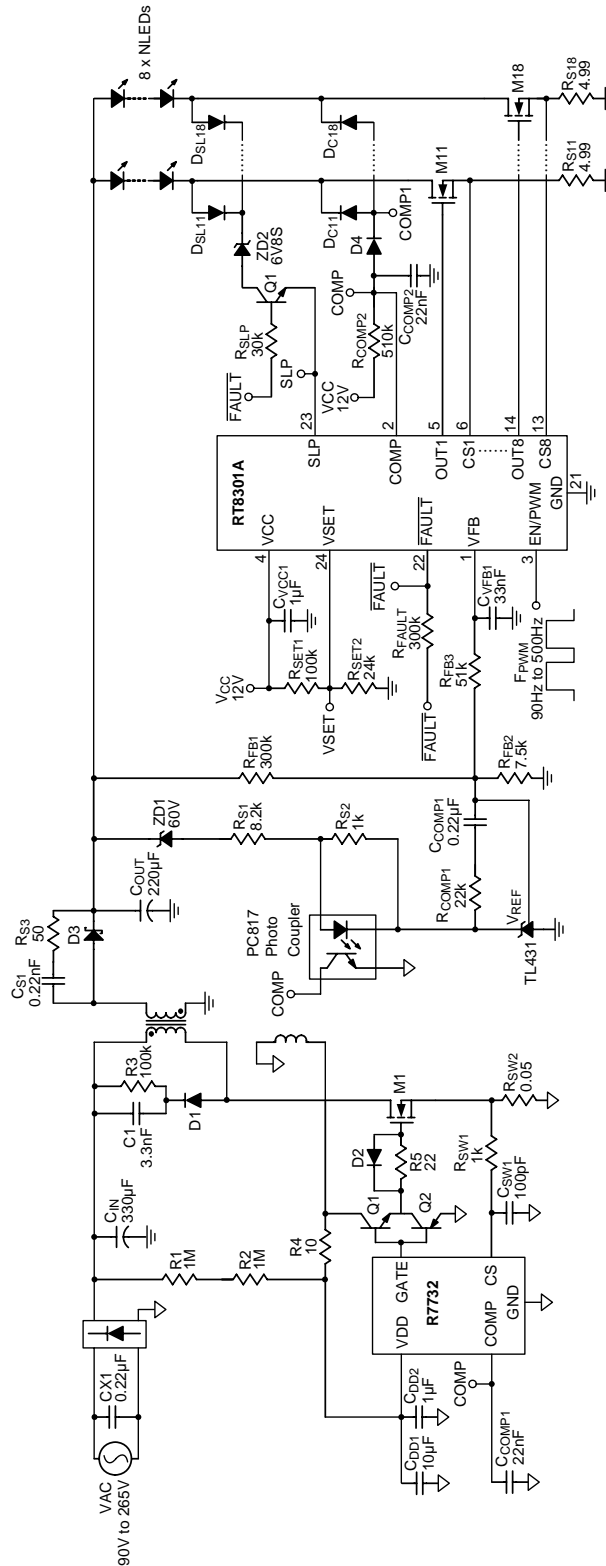 VAC
90V to 265V
CX1
0.22µF
CIN
330µF
R1
1M
R2
1M
C1
3.3nF
R3
100k
D1
CS1
0.22nF
RS3
50
D3
COUT
220µF
ZD1
60V
RS1
8.2k
RS2
1k
PC817
Photo
Coupler
COMP
RCOMP1
22k
CCOMP1
0.22µF
VREF
TL431
R4
10
Q1
Q2
D2
R5
22
M1
RSW1
1k
RSW2
0.05
CSW1
100pF
R7732
VDD
GATE
COMP
CS
GND
CDD1
10µF
CDD2
1µF
COMP
CCOMP1
22nF
RFB1
300k
RFB2
7.5k
RFB3
51k
CVFB1
33nF
FPWM
90Hz to 500Hz
VCC
12V
RSET1
100k
RSET2
24k
VSET
CVCC1
1µF
FAULT
RFAULT
300k
FAULT
RT8301A
4
VCC
24
VSET
22
FAULT
1
VFB
3
EN/PWM
GND
21
SLP
23
COMP
2
OUT1
5
CS1
6
OUT8
14
CS8
13
FAULT
RSLP
30k
SLP
Q1
ZD2
6V8S
VCC
12V
RCOMP2
510k
COMP
CCOMP2
22nF
D4
COMP1
DSL11
DSL18
DC11
DC18
8 x NLEDs
M11
M18
RS11
4.99
RS18
4.99